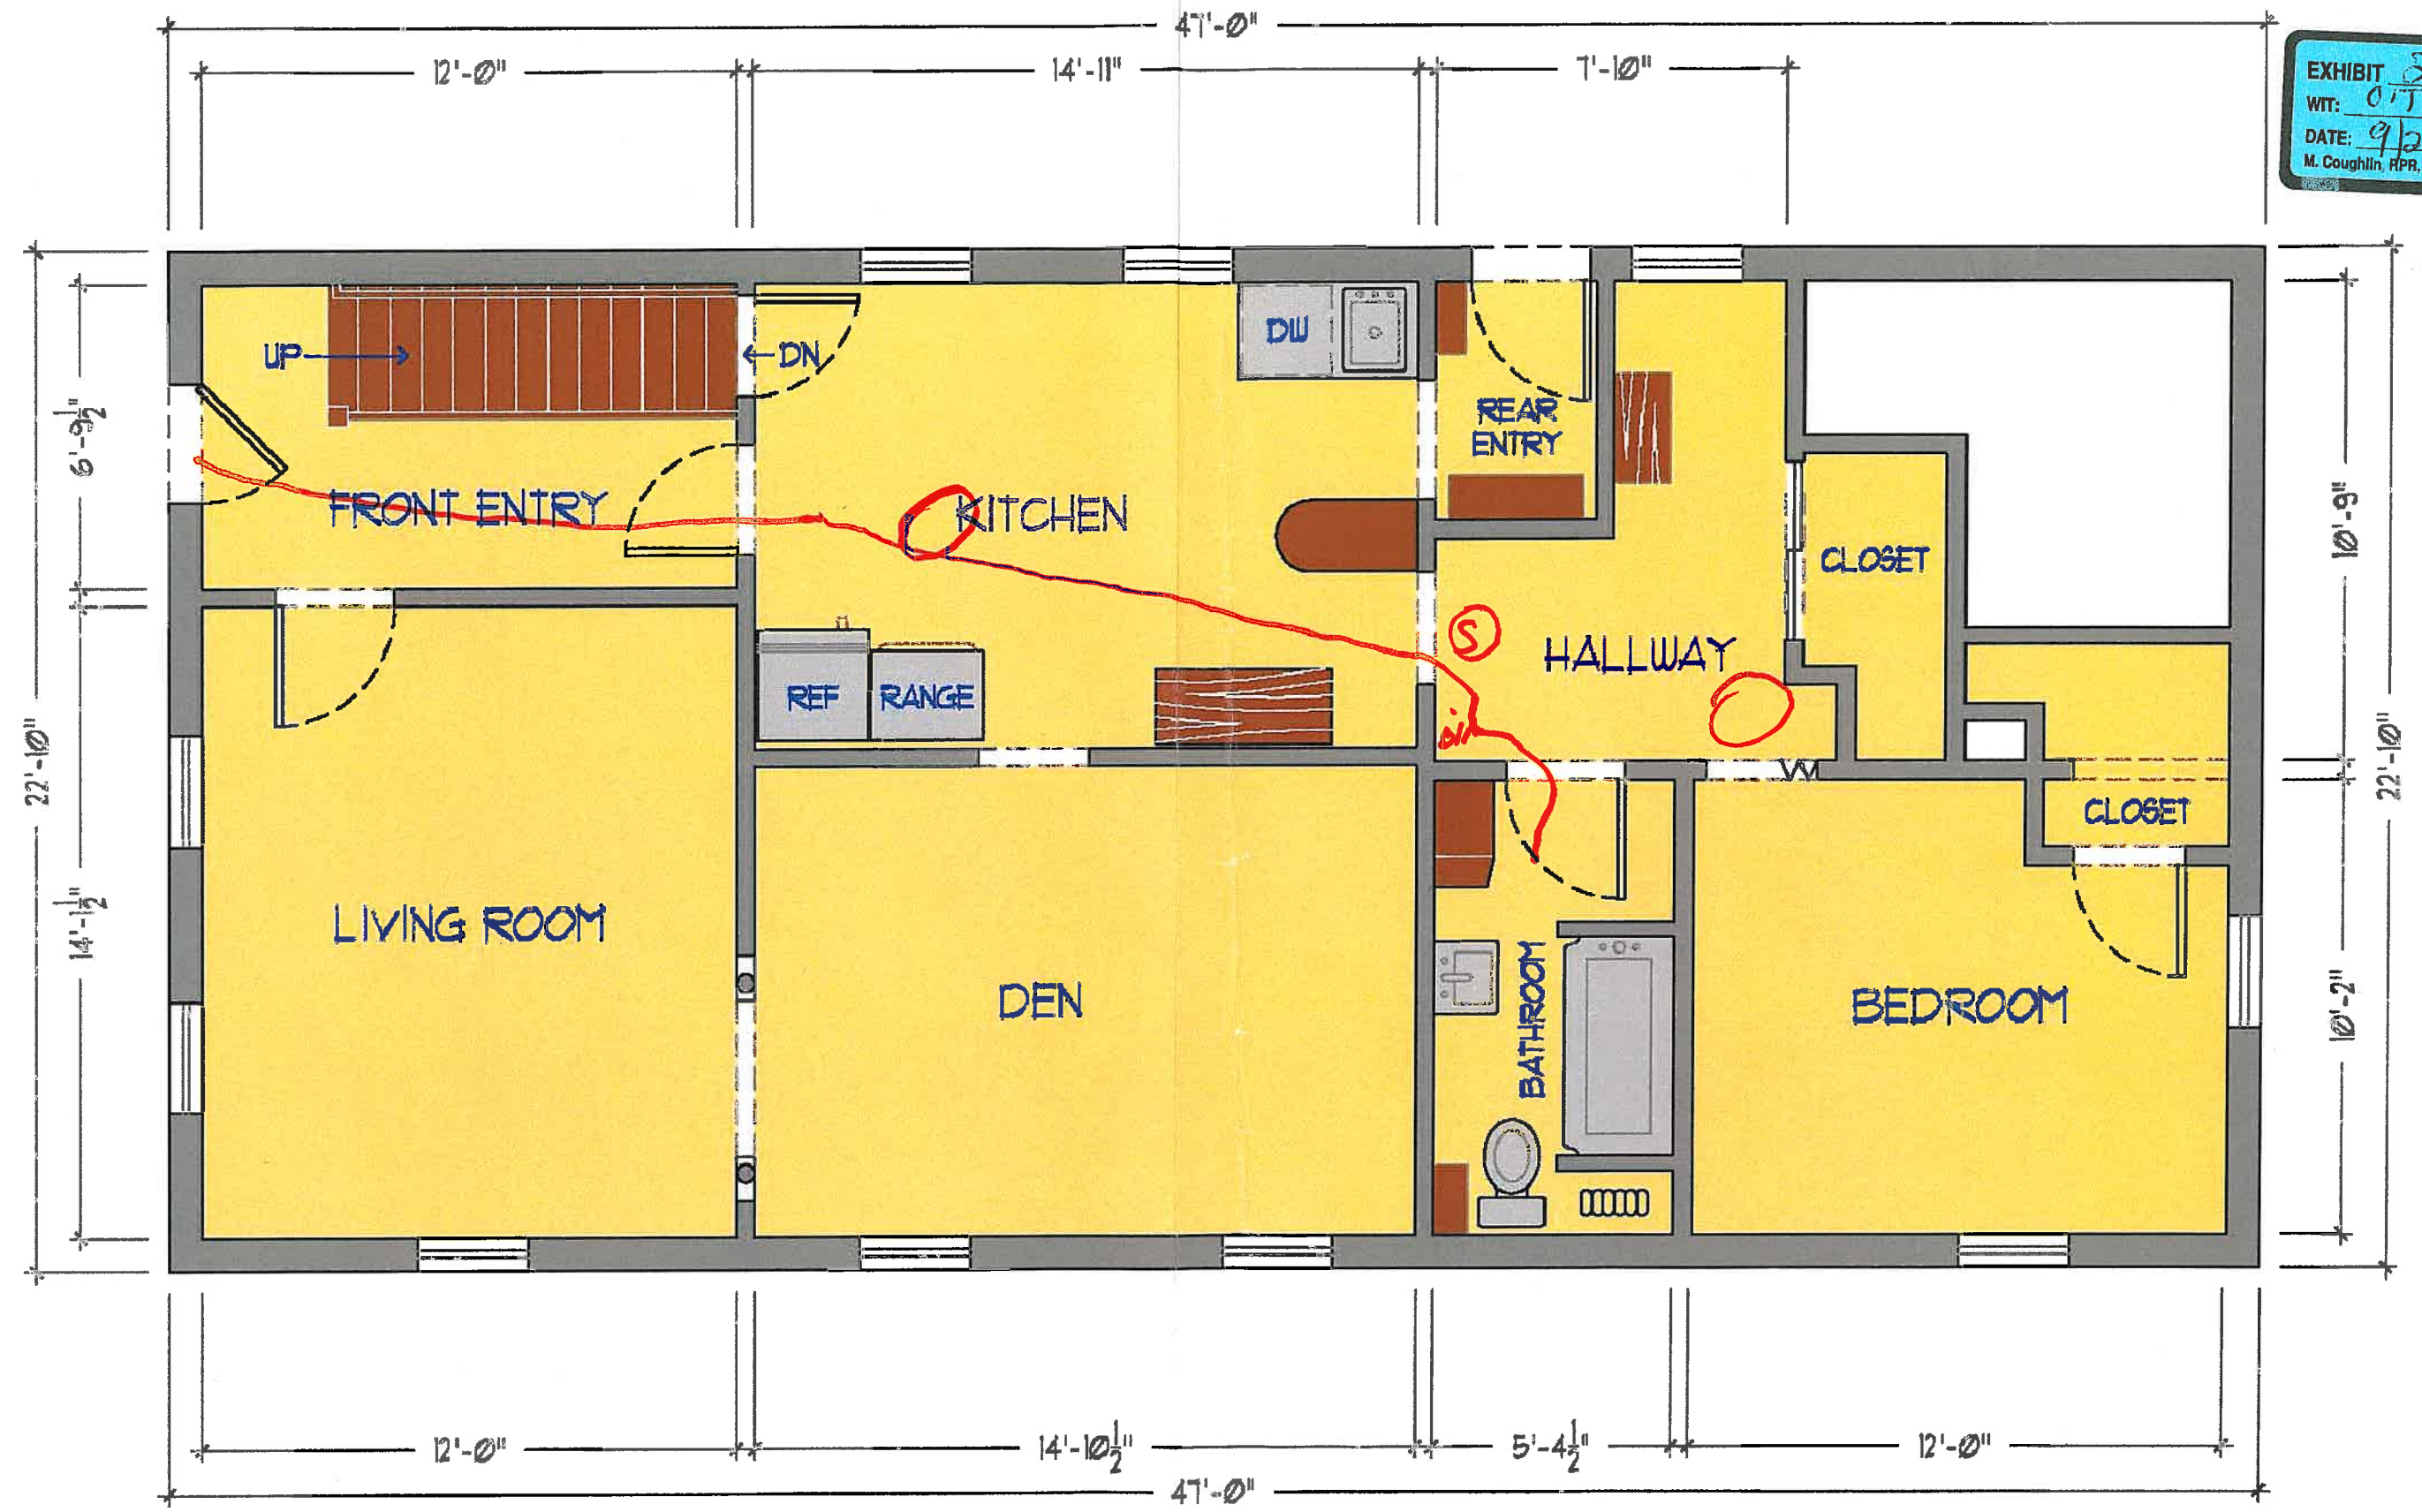 47'-0"
12'-0"
14'-11"
7'-10"
EXHIBIT
WIT:
DATE: 9/2
M. Coughlin, RPR,
UP
DN
DW
REAR
ENTRY
6'-9½"
FRONT ENTRY
KITCHEN
10'-9"
CLOSET
S
HALLWAY
REF
RANGE
22'-10"
22'-10"
CLOSET
14'-1½"
LIVING ROOM
DEN
BATHROOM
BEDROOM
10'-2"
12'-0"
14'-10½"
5'-4½"
12'-0"
47'-0"